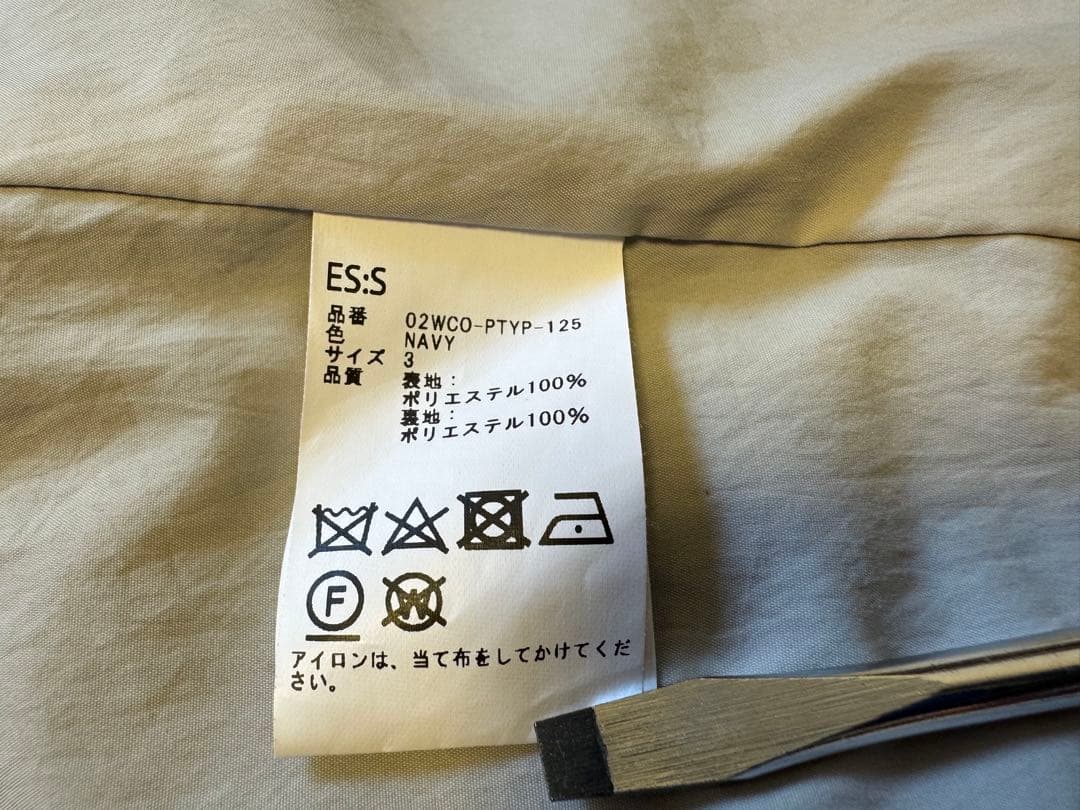 ES:S
品番 02WCO-PTYP-125
色 NAVY
サイズ 3
品質 表地:
ポリエステル100%
裏地:
ポリエステル100%
F W
アイロンは、当て布をしてかけてくだ
さい。